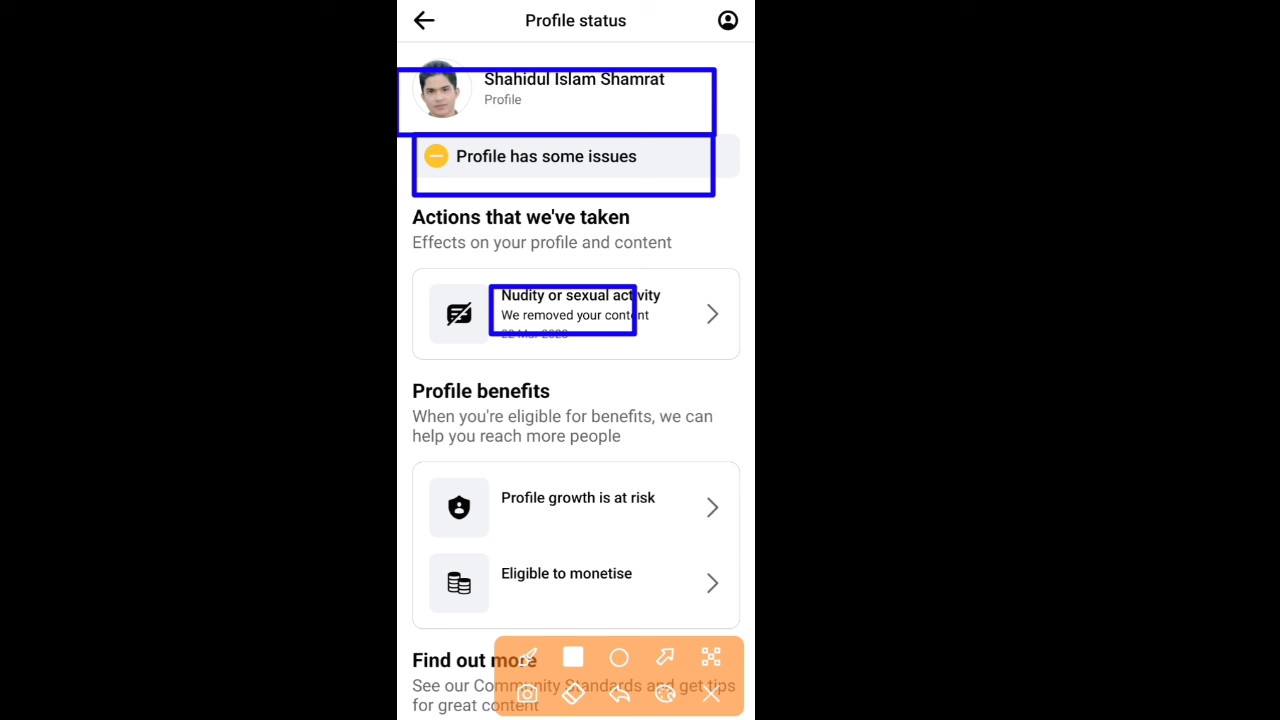 Profile status
Shahidul Islam Shamrat
Profile
Profile has some issues
Actions that we've taken
Effects on your profile and content
Nudity or sexual activity
We removed your content
22 Mar 2023
Profile benefits
When you're eligible for benefits, we can
help you reach more people
Profile growth is at risk
Eligible to monetise
Find out more
See our Community Standards and get tips
for great content